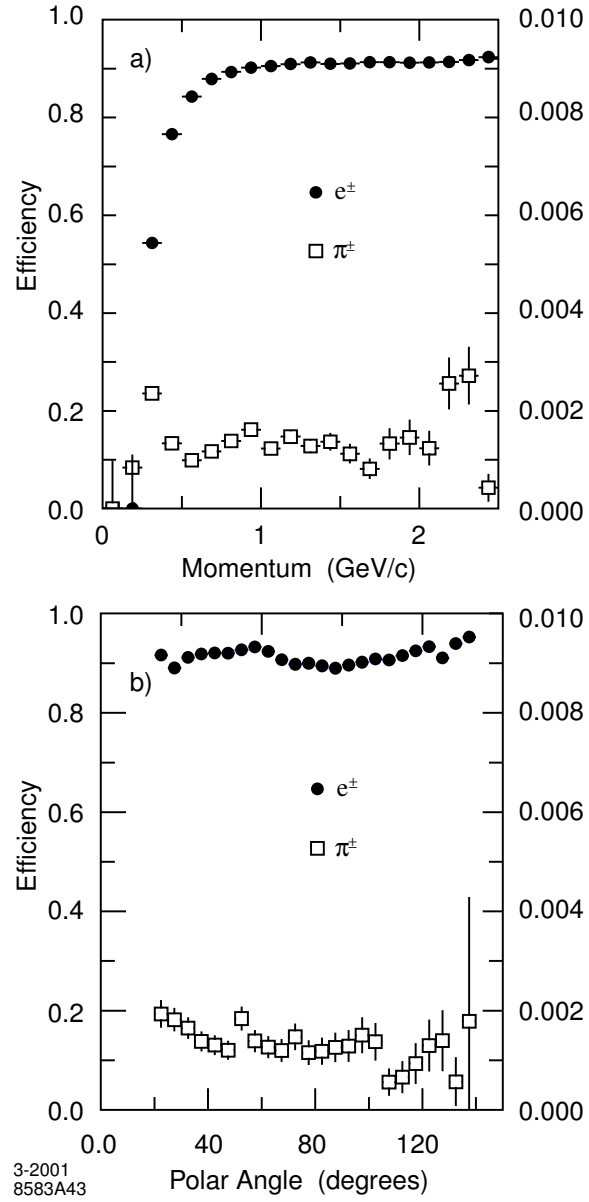 1.0 0.010
a)
0.8 0.008
e±
0.6 0.006
π±
Efficiency
0.4 0.004
0.2 0.002
0.0 0.000
0 1 2
Momentum (GeV/c)
1.0 0.010
b)
0.8 0.008
e±
0.6 0.006
π±
Efficiency
0.4 0.004
0.2 0.002
0.0 0.000
0.0 40 80 120
Polar Angle (degrees)
3-2001
8583A43